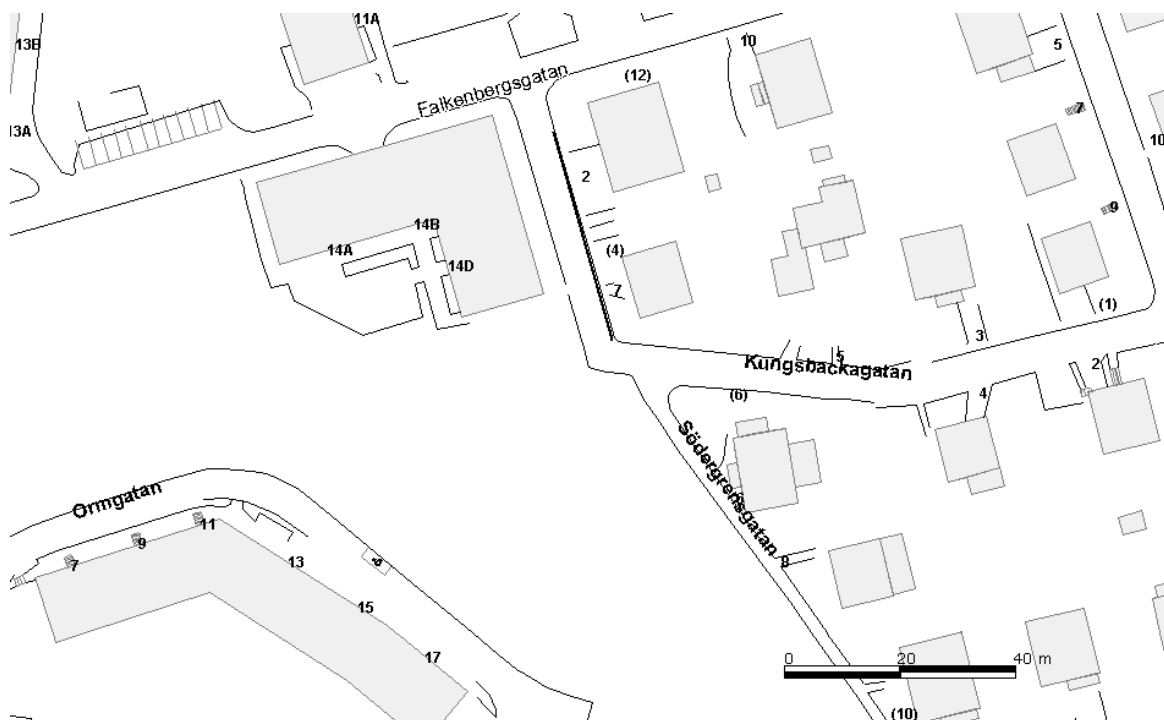 11A
13B
10
5
Falkenbergsgatan
(12)
7
13A
10
2
9
14B
14A
(4)
14D
7
(1)
3
5
Kungsbackagatan
2
(6)
4
Södergrensgatan
Ormgatan
11
9
7
13
8
15
17
0 20 40 m
(10)